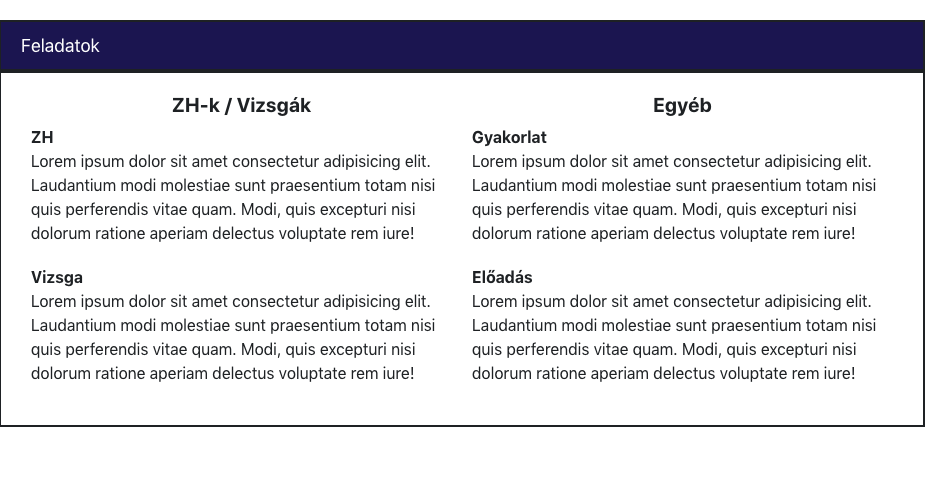 Feladatok
ZH-k / Vizsgák
ZH
Lorem ipsum dolor sit amet consectetur adipisicing elit.
Laudantium modi molestiae sunt praesentium totam nisi
quis perferendis vitae quam. Modi, quis excepturi nisi
dolorum ratione aperiam delectus voluptate rem iure!
Vizsga
Lorem ipsum dolor sit amet consectetur adipisicing elit.
Laudantium modi molestiae sunt praesentium totam nisi
quis perferendis vitae quam. Modi, quis excepturi nisi
dolorum ratione aperiam delectus voluptate rem iure!
Egyéb
Gyakorlat
Lorem ipsum dolor sit amet consectetur adipisicing elit.
Laudantium modi molestiae sunt praesentium totam nisi
quis perferendis vitae quam. Modi, quis excepturi nisi
dolorum ratione aperiam delectus voluptate rem iure!
Előadás
Lorem ipsum dolor sit amet consectetur adipisicing elit.
Laudantium modi molestiae sunt praesentium totam nisi
quis perferendis vitae quam. Modi, quis excepturi nisi
dolorum ratione aperiam delectus voluptate rem iure!